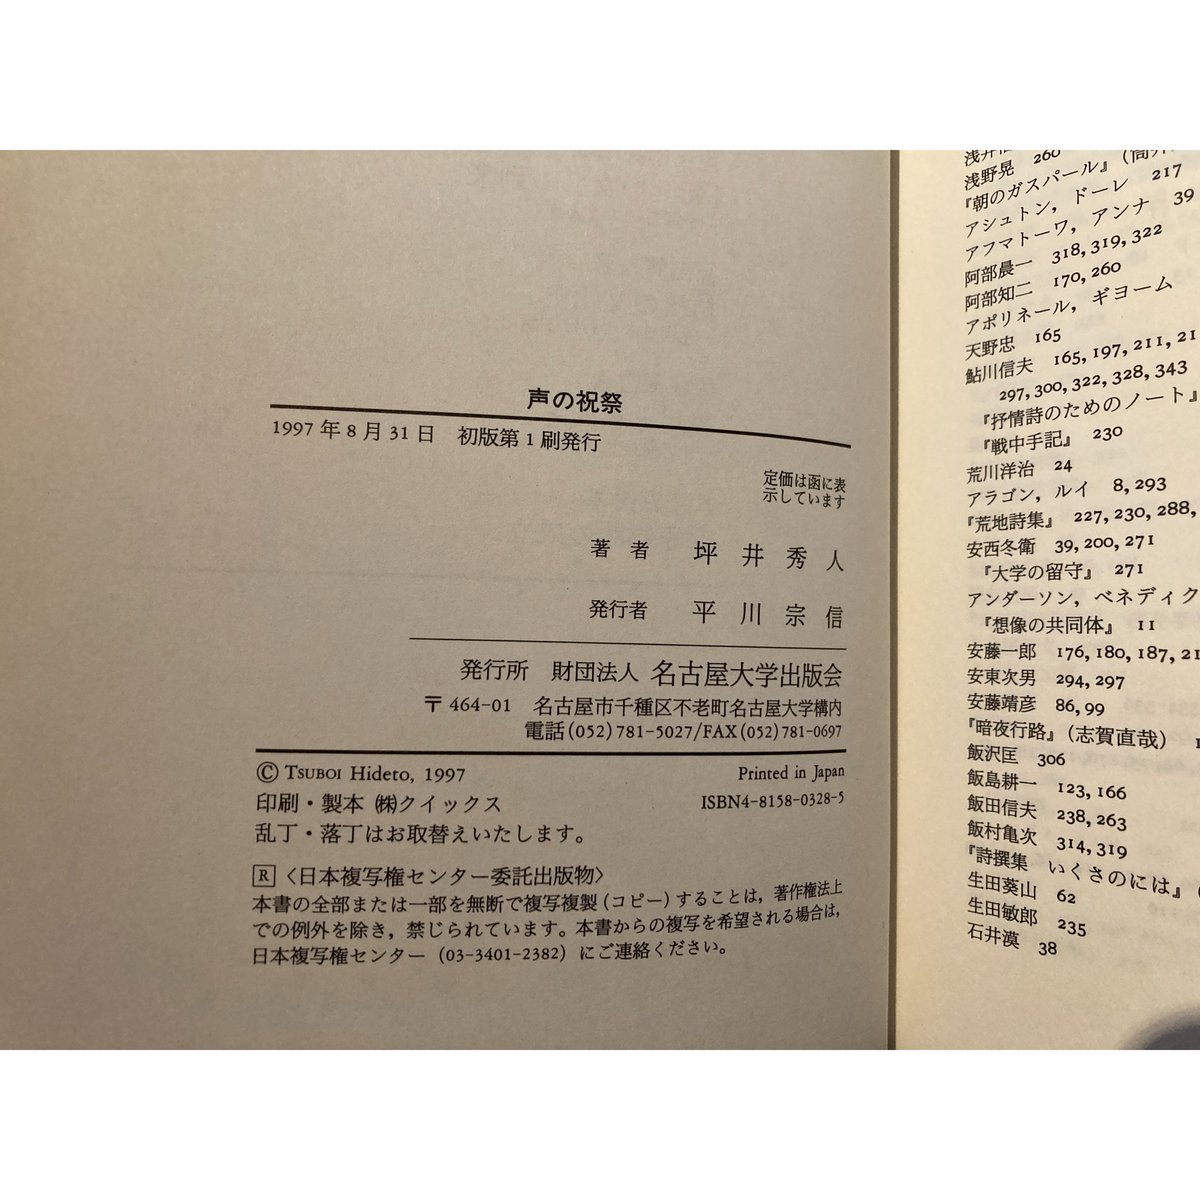 声の祝祭
1997年8月31日 初版第1刷発行
定価は函に表
示しています
著者 坪井秀人
発行者 平川宗信
発行所 財団法人 名古屋大学出版会
〒464-01 名古屋市千種区不老町名古屋大学構内
電話(052)781-5027/FAX(052)781-0697
© TSUBOI Hideto, 1997 Printed in Japan
印刷・製本 ㈱クイックス ISBN4-8158-0328-5
乱丁・落丁はお取替えいたします。
R〈日本複写権センター委託出版物〉
本書の全部または一部を無断で複写複製(コピー)することは,著作権法上
での例外を除き,禁じられています。本書からの複写を希望される場合は,
日本複写権センター(03-3401-2382)にご連絡ください。
浅野晃 260
『朝のガスパール』
アシュトン,ドーレ 217
アフマトーワ,アンナ 39
阿部晨一 318, 319, 322
阿部知二 170, 260
アポリネール,ギヨーム
天野忠 165
鮎川信夫 165, 197, 211, 21
297, 300, 322, 328, 343
『抒情詩のためのノート』
『戦中手記』 230
荒川洋治 24
アラゴン,ルイ 8, 293
『荒地詩集』 227, 230, 288,
安西冬衛 39, 200, 271
『大学の留守』 271
アンダーソン,ベネディク
『想像の共同体』 11
安藤一郎 176, 180, 187, 21
安東次男 294, 297
安藤靖彦 86, 99
『暗夜行路』(志賀直哉)
飯沢匡 306
飯島耕一 123, 166
飯田信夫 238, 263
飯村亀次 314, 319
『詩撰集 いくさのには』
生田葵山 62
生田敏郎 235
石井漠 38